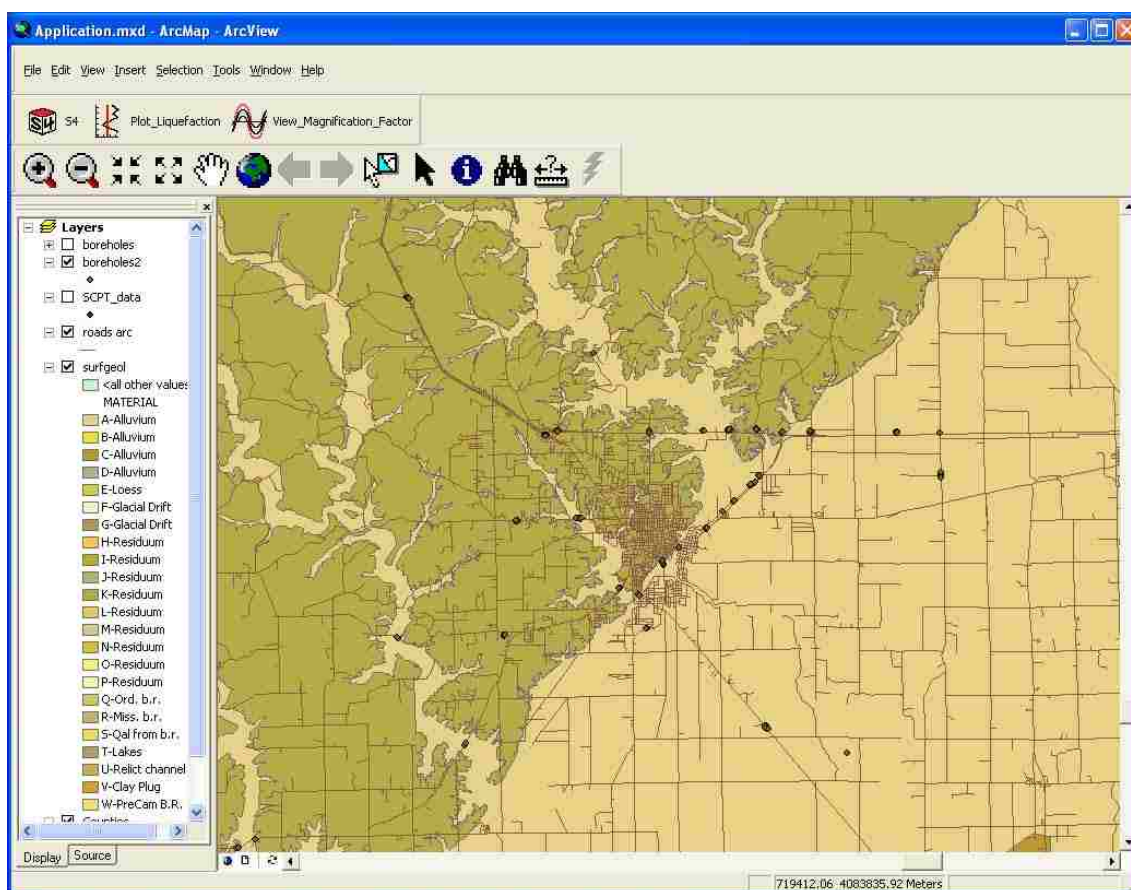 Application.mxd - ArcMap - ArcView
File Edit View Insert Selection Tools Window Help
S4 S4 Plot_Liquefaction View_Magnification_Factor
Layers
boreholes
boreholes2
SCPT_data
roads arc
surfgeol
<all other values
MATERIAL
A-Alluvium
B-Alluvium
C-Alluvium
D-Alluvium
E-Loess
F-Glacial Drift
G-Glacial Drift
H-Residuum
I-Residuum
J-Residuum
K-Residuum
L-Residuum
M-Residuum
N-Residuum
O-Residuum
P-Residuum
Q-Ord. b.r.
R-Miss. b.r.
S-Qal from b.r.
T-Lakes
U-Relict channel
V-Clay Plug
W-PreCam B.R.
Counties
Display Source
719412.06 4083835.92 Meters